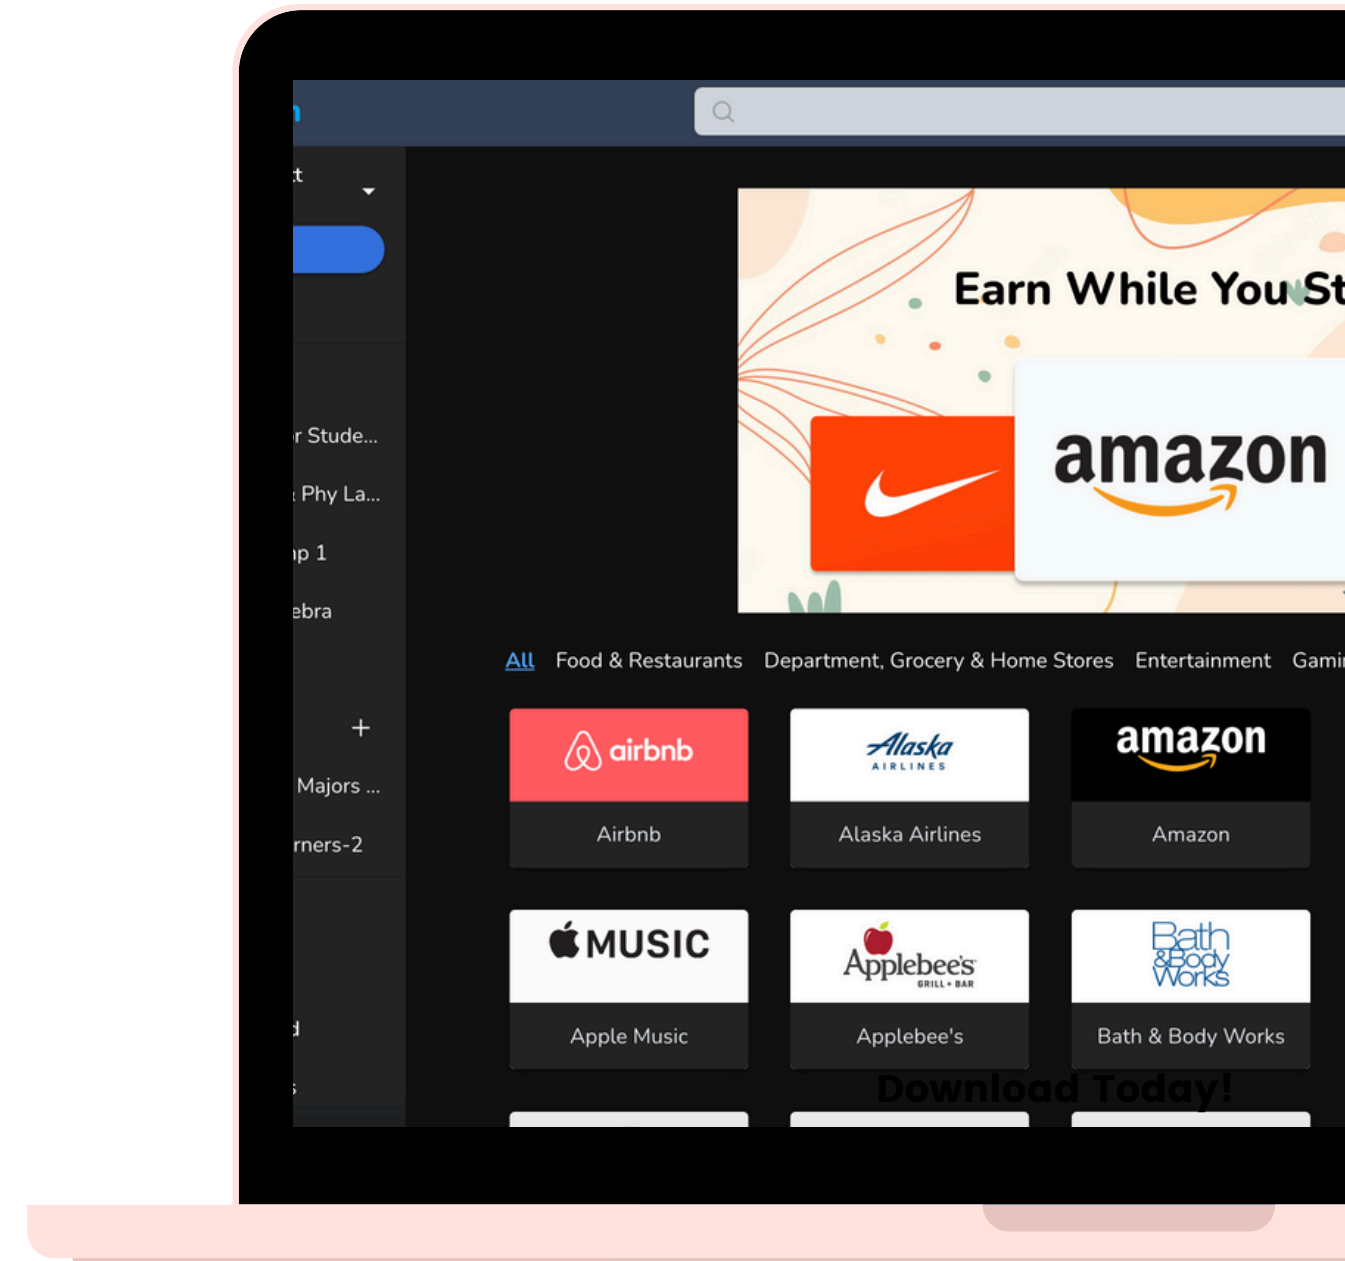 Earn While You St
amazon
r Stude...
Phy La...
p 1
ebra
Majors ...
rners-2
All Food & Restaurants Department, Grocery & Home Stores Entertainment Gami
airbnb
Alaska
AIRLINES
amazon
Airbnb
Alaska Airlines
Amazon
MUSIC
Applebee's
GRILL + BAR
Bath
&Body
Works
Apple Music
Applebee's
Bath & Body Works
Download Today!